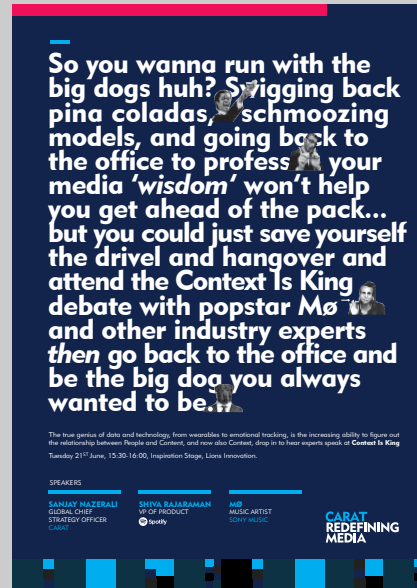 So you wanna run with the
big dogs huh? Swigging back
pina coladas, schmoozing
models, and going back to
the office to profess your
media ‘wisdom’ won’t help
you get ahead of the pack...
but you could just save yourself
the drivel and hangover and
attend the Context Is King
debate with popstar Mø
and other industry experts
then go back to the office and
be the big dog you always
wanted to be.
The true genius of data and technology, from wearables to emotional tracking, is the increasing ability to figure out
the relationship between People and Content, and now also Context, drop in to hear experts speak at Context Is King
Tuesday 21ST June, 15:30-16:00, Inspiration Stage, Lions Innovation.
SPEAKERS
SANJAY NAZERALI
GLOBAL CHIEF
STRATEGY OFFICER
CARAT
SHIVA RAJARAMAN
VP OF PRODUCT
Spotify
MØ
MUSIC ARTIST
SONY MUSIC
CARAT
REDEFINING
MEDIA